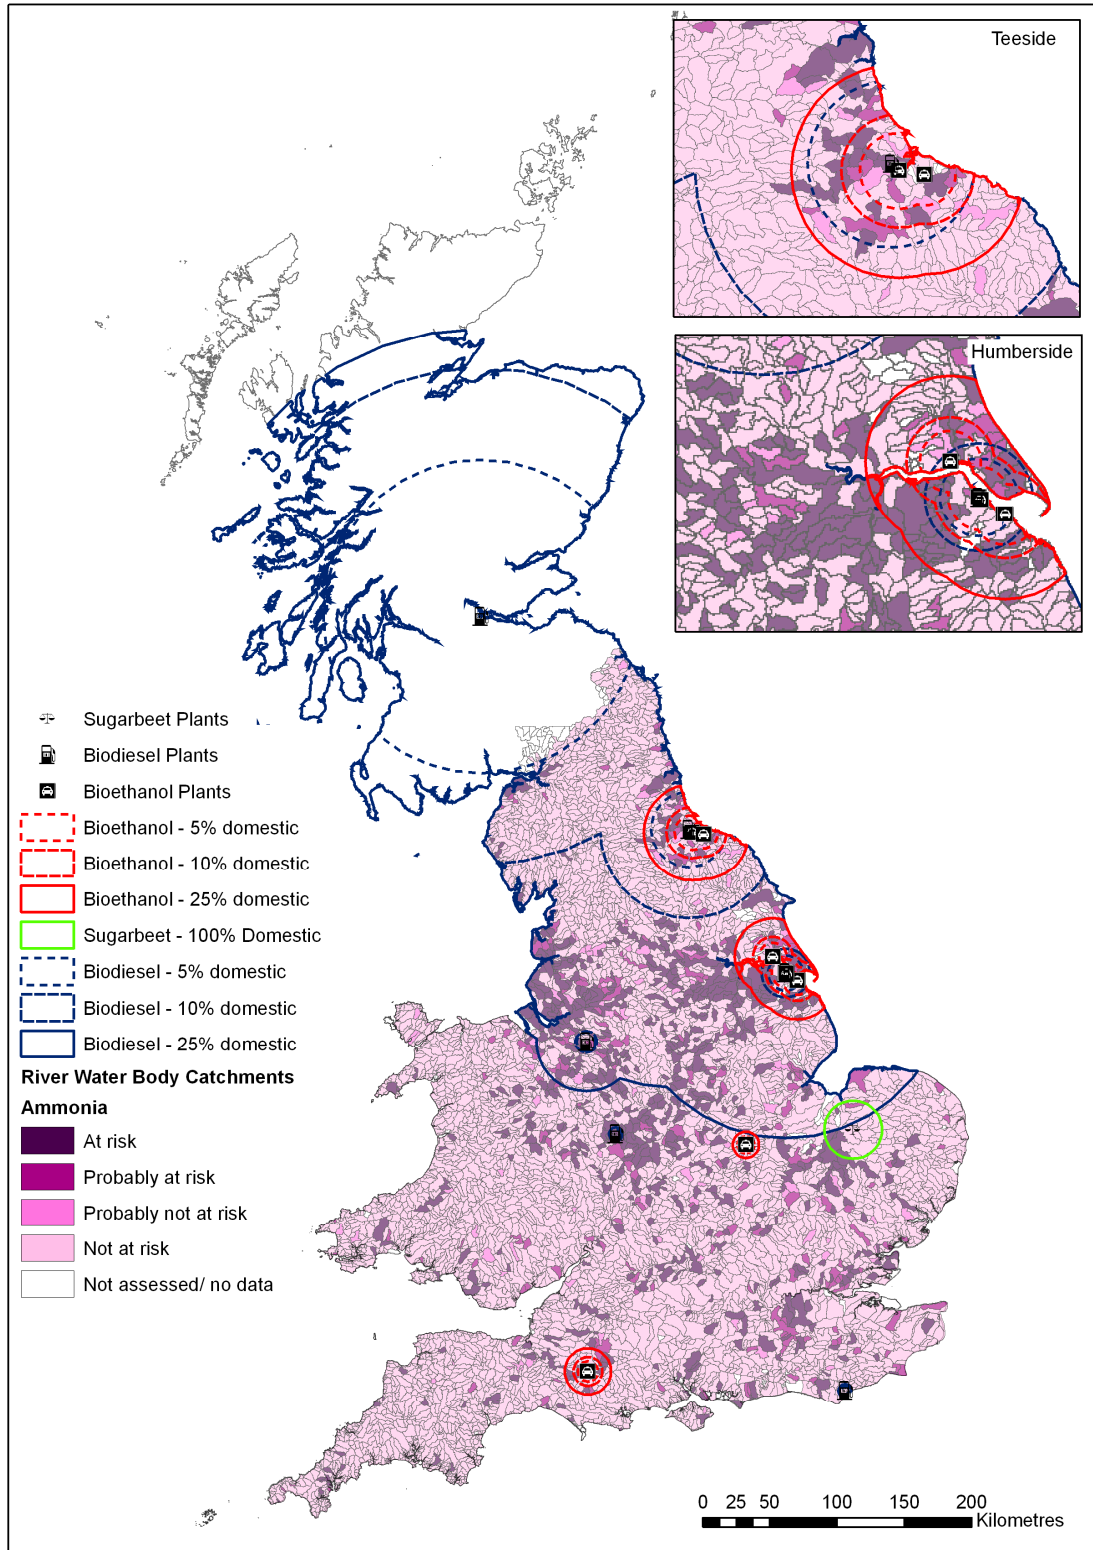 Teeside
Humberside
Sugarbeet Plants
Biodiesel Plants
Bioethanol Plants
Bioethanol - 5% domestic
Bioethanol - 10% domestic
Bioethanol - 25% domestic
Sugarbeet - 100% Domestic
Biodiesel - 5% domestic
Biodiesel - 10% domestic
Biodiesel - 25% domestic
River Water Body Catchments
Ammonia
At risk
Probably at risk
Probably not at risk
Not at risk
Not assessed/ no data
0 25 50 100 150 200
Kilometres